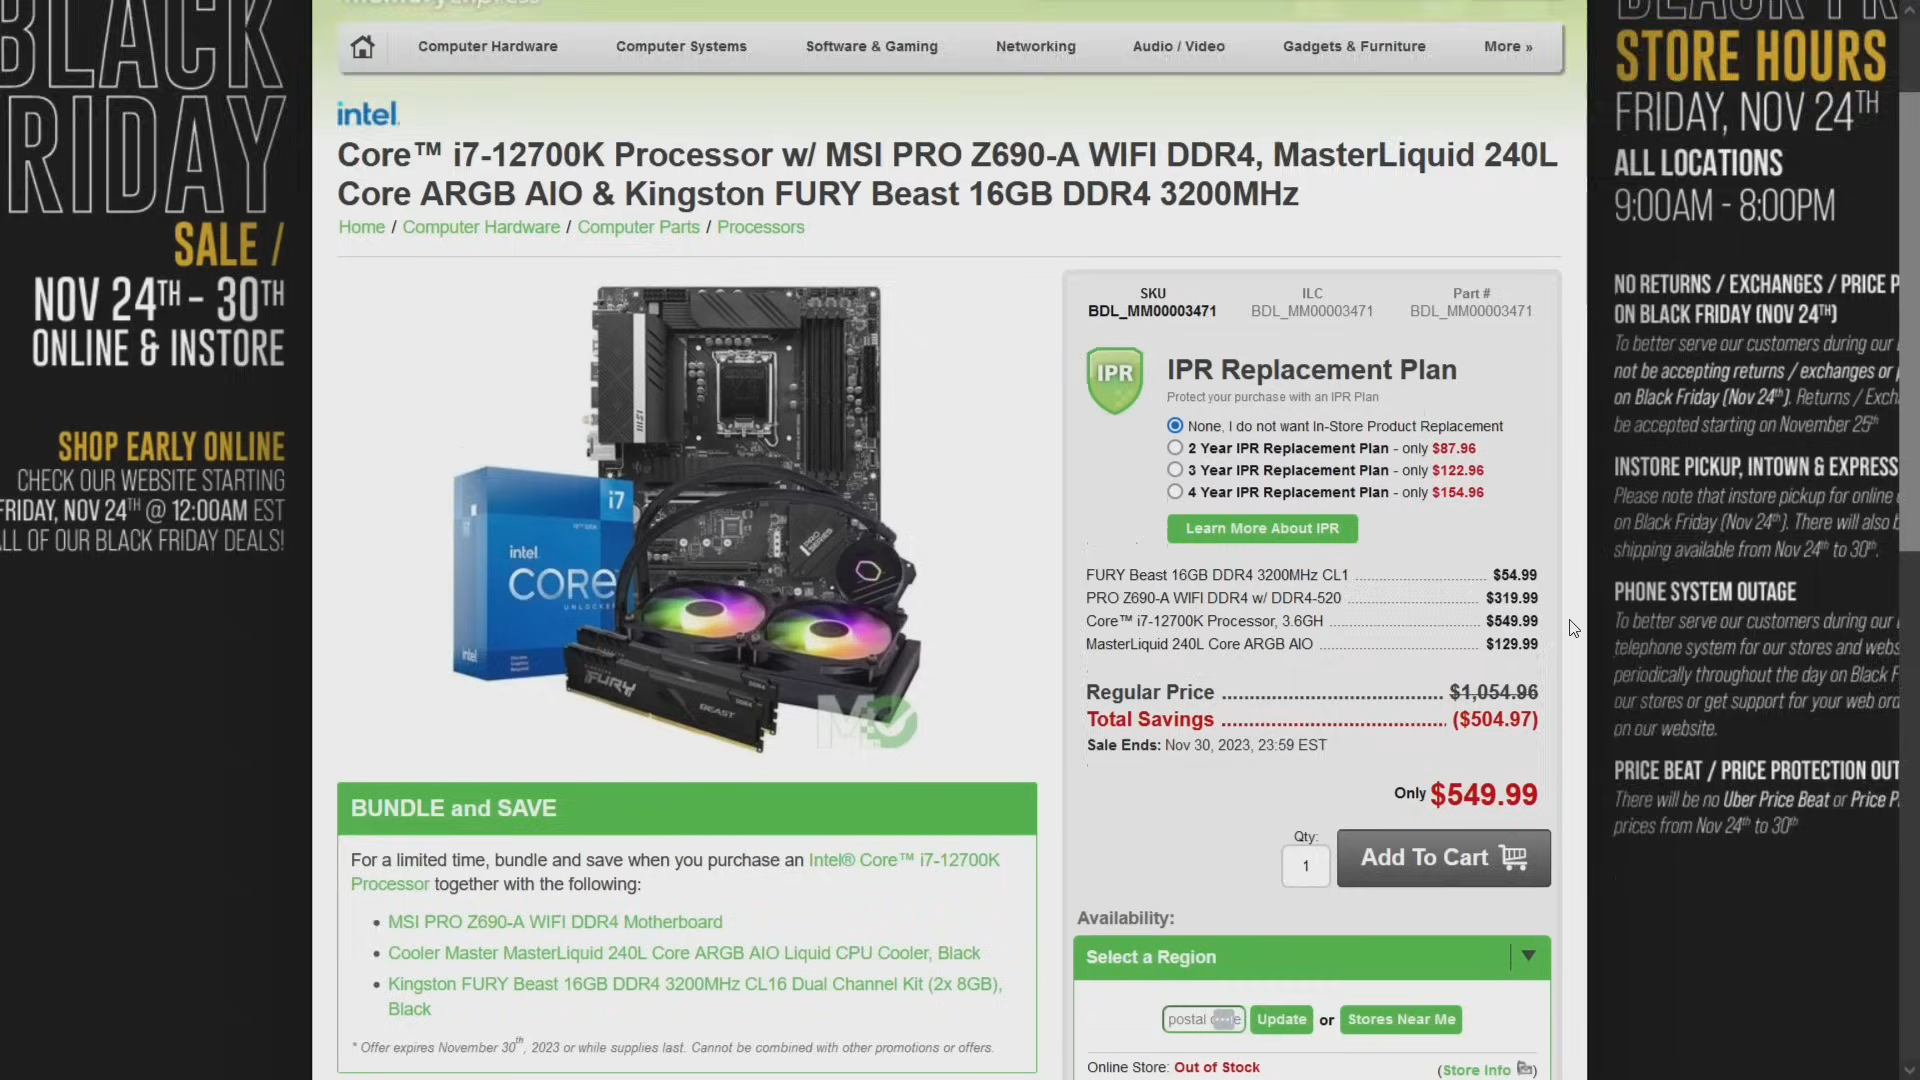 BLACK
FRIDAY
SALE /
NOV 24TH - 30TH
ONLINE & INSTORE
SHOP EARLY ONLINE
CHECK OUR WEBSITE STARTING
FRIDAY, NOV 24TH @ 12:00AM EST
ALL OF OUR BLACK FRIDAY DEALS!
Computer Hardware
Computer Systems
Software & Gaming
Networking
Audio / Video
Gadgets & Furniture
More »
intel.
Core™ i7-12700K Processor w/ MSI PRO Z690-A WIFI DDR4, MasterLiquid 240L
Core ARGB AIO & Kingston FURY Beast 16GB DDR4 3200MHz
Home / Computer Hardware / Computer Parts / Processors
msi
PRO SERIES
i7
intel
CORE
UNLOCKED
intel
FURY
BEAST
DDR4
DDR4
SKU
BDL_MM00003471
ILC
BDL_MM00003471
Part #
BDL_MM00003471
IPR
IPR Replacement Plan
Protect your purchase with an IPR Plan
None, I do not want In-Store Product Replacement
2 Year IPR Replacement Plan - only $87.96
3 Year IPR Replacement Plan - only $122.96
4 Year IPR Replacement Plan - only $154.96
Learn More About IPR
FURY Beast 16GB DDR4 3200MHz CL1 $54.99
PRO Z690-A WIFI DDR4 w/ DDR4-520 $319.99
Core™ i7-12700K Processor, 3.6GH $549.99
MasterLiquid 240L Core ARGB AIO $129.99
Regular Price $1,054.96
Total Savings ($504.97)
Sale Ends: Nov 30, 2023, 23:59 EST
Only $549.99
Qty:
1
Add To Cart
Availability:
Select a Region
postal
Update or Stores Near Me
Online Store: Out of Stock
(Store Info )
BUNDLE and SAVE
For a limited time, bundle and save when you purchase an Intel® Core™ i7-12700K
Processor together with the following:
• MSI PRO Z690-A WIFI DDR4 Motherboard
• Cooler Master MasterLiquid 240L Core ARGB AIO Liquid CPU Cooler, Black
• Kingston FURY Beast 16GB DDR4 3200MHz CL16 Dual Channel Kit (2x 8GB),
Black
* Offer expires November 30th, 2023 or while supplies last. Cannot be combined with other promotions or offers.
STORE HOURS
FRIDAY, NOV 24TH
ALL LOCATIONS
9:00AM - 8:00PM
NO RETURNS / EXCHANGES / PRICE P
ON BLACK FRIDAY (NOV 24TH)
To better serve our customers during our
not be accepting returns / exchanges or
on Black Friday (Nov 24th). Returns / Exch
be accepted starting on November 25th
INSTORE PICKUP, INTOWN & EXPRESS
Please note that instore pickup for online
on Black Friday (Nov 24th). There will also b
shipping available from Nov 24th to 30th.
PHONE SYSTEM OUTAGE
To better serve our customers during our
telephone system for our stores and webs
periodically throughout the day on Black F
our stores or get support for your web ord
on our website.
PRICE BEAT / PRICE PROTECTION OUT
There will be no Uber Price Beat or Price P
prices from Nov 24th to 30th